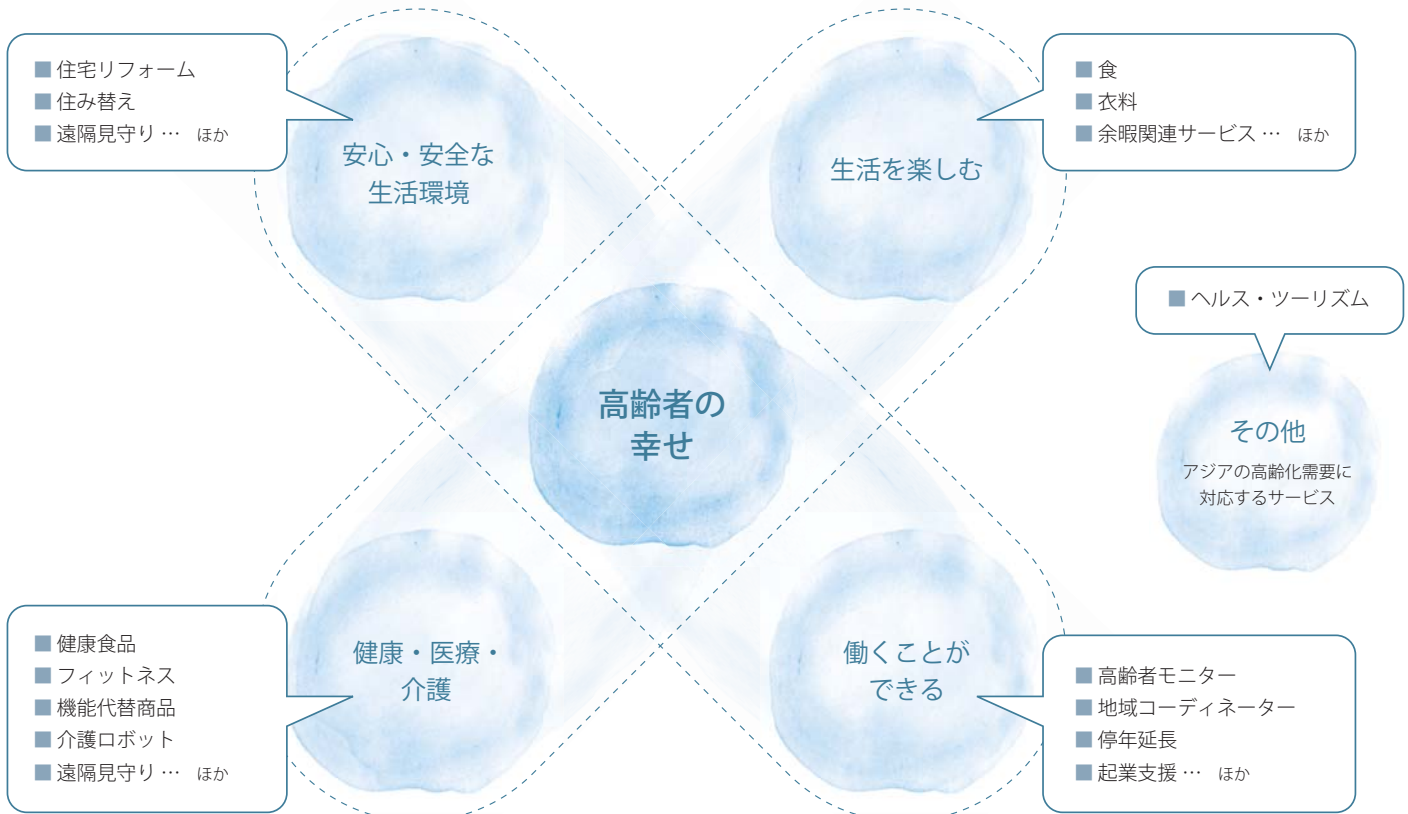 ■ 住宅リフォーム
■ 住み替え
■ 遠隔見守り … ほか
安心・安全な
生活環境
生活を楽しむ
■ 食
■ 衣料
■ 余暇関連サービス … ほか
高齢者の
幸せ
■ ヘルス・ツーリズム
その他
アジアの高齢化需要に
対応するサービス
■ 健康食品
■ フィットネス
■ 機能代替商品
■ 介護ロボット
■ 遠隔見守り … ほか
健康・医療・
介護
働くことが
できる
■ 高齢者モニター
■ 地域コーディネーター
■ 停年延長
■ 起業支援 … ほか